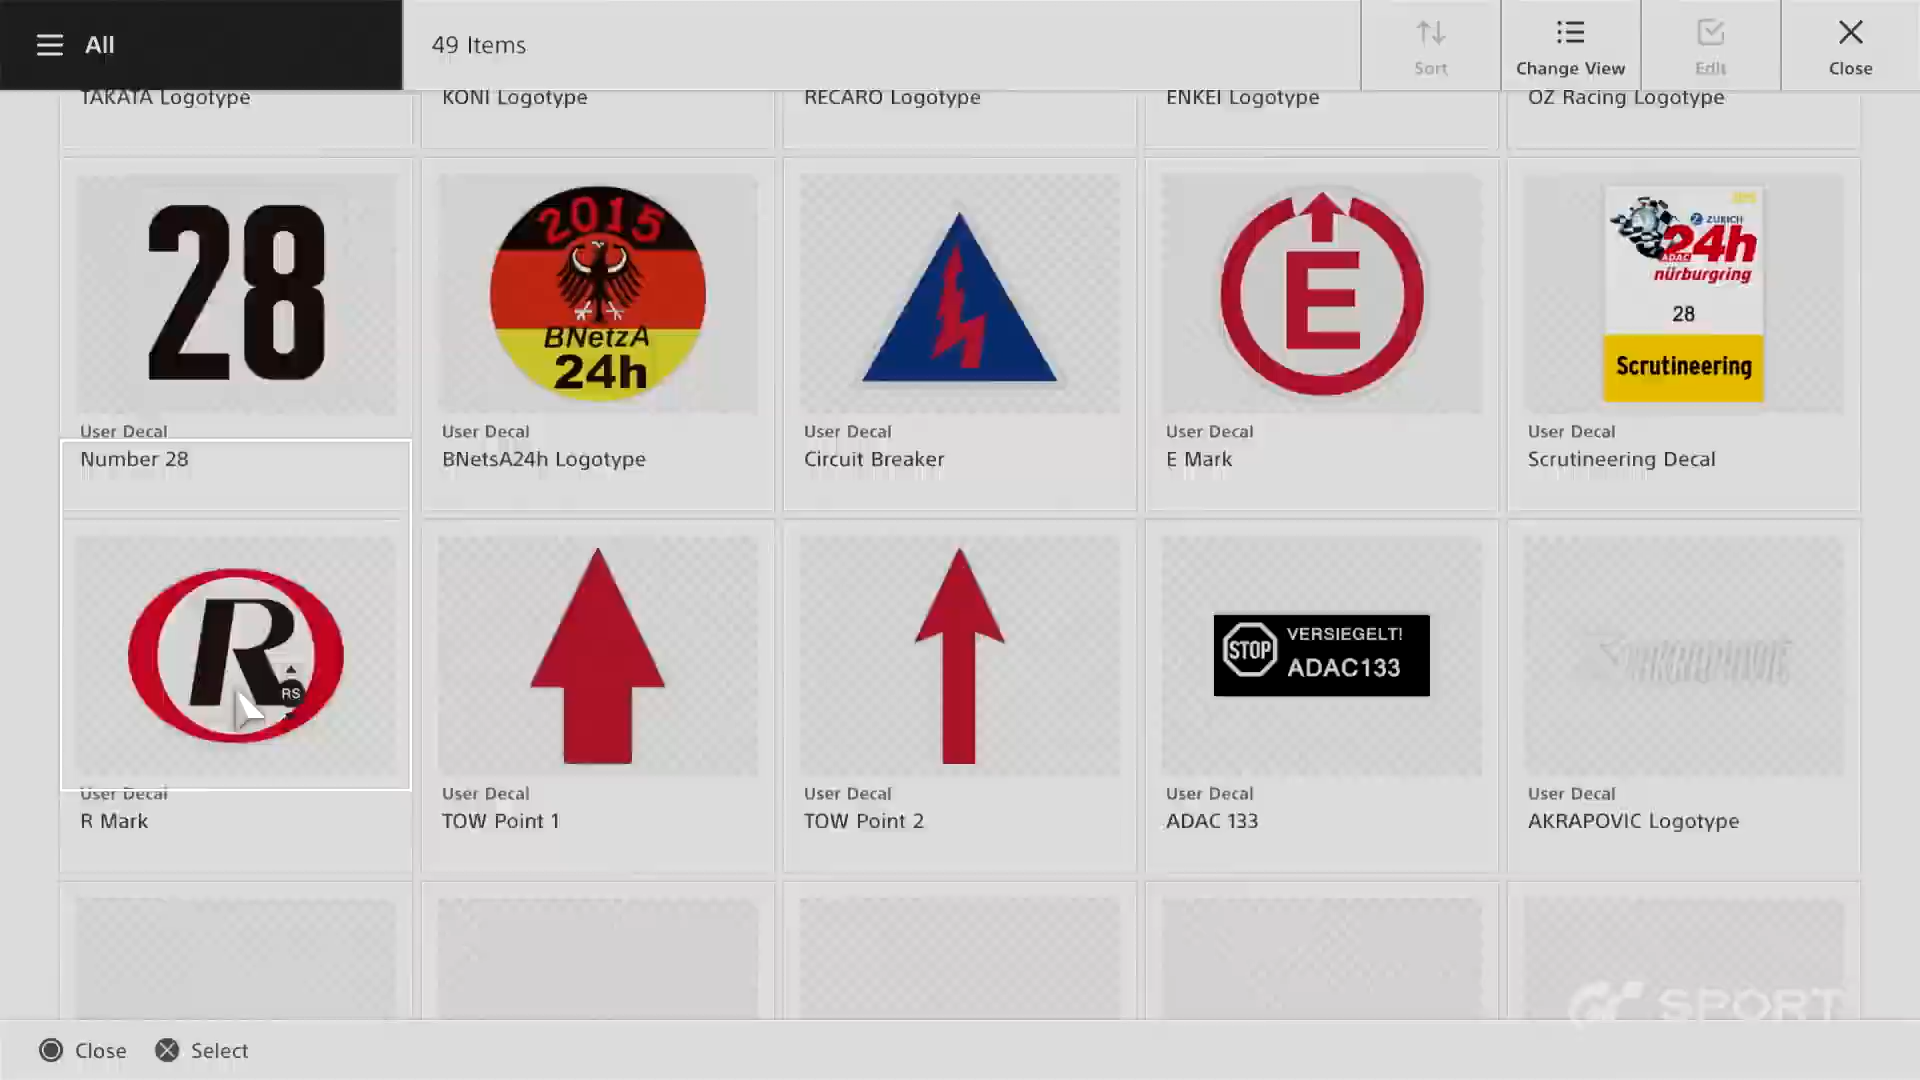 All
49 Items
Sort
Change View
Edit
Close
TAKATA Logotype
KONI Logotype
RECARO Logotype
ENKEI Logotype
OZ Racing Logotype
28
2015
BNetzA
24h
E
ZURICH
24h
ADAC
nürburgring
28
Scrutineering
User Decal
Number 28
User Decal
BNetsA24h Logotype
User Decal
Circuit Breaker
User Decal
E Mark
User Decal
Scrutineering Decal
R
RS
STOP
VERSIEGELT!
ADAC133
AKRAPOVIC
User Decal
R Mark
User Decal
TOW Point 1
User Decal
TOW Point 2
User Decal
ADAC 133
User Decal
AKRAPOVIC Logotype
GT SPORT
Close
Select